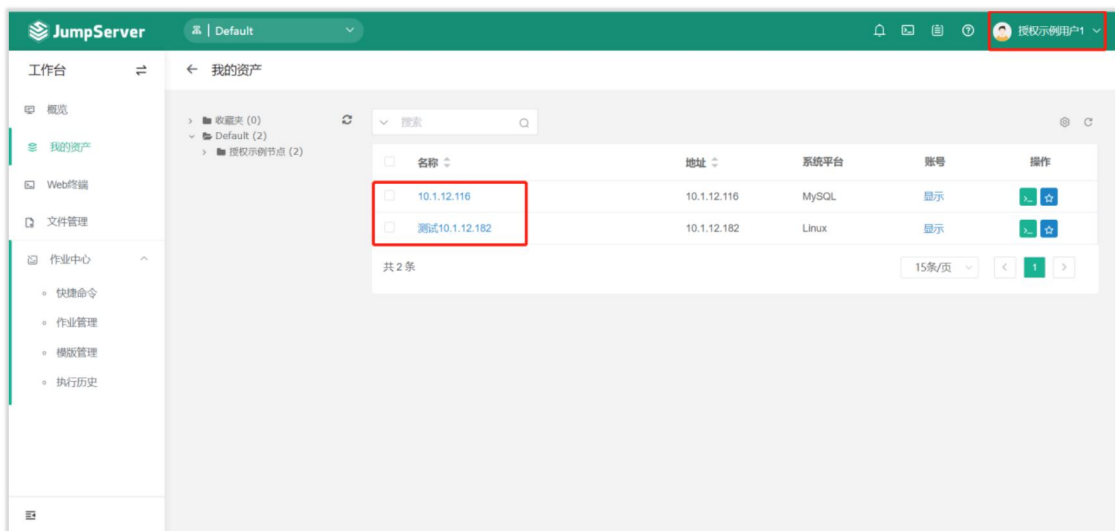 JumpServer
Default
授权示例用户1
工作台
我的资产
概览
我的资产
Web终端
文件管理
作业中心
快捷命令
作业管理
模版管理
执行历史
收藏夹 (0)
Default (2)
授权示例节点 (2)
搜索
名称 地址 系统平台 账号 操作
10.1.12.116 10.1.12.116 MySQL 显示
测试10.1.12.182 10.1.12.182 Linux 显示
共 2 条 15条/页 1